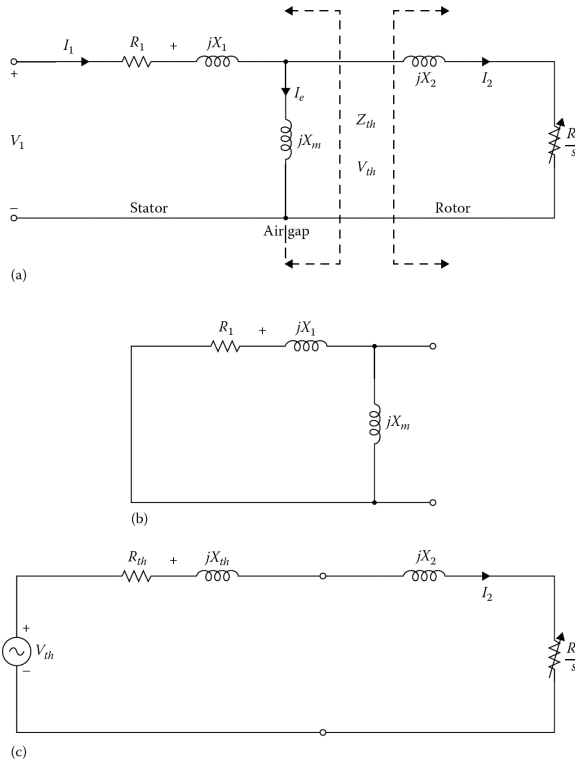 I1 R1 + jX1
jX2 I2
+
Ie
Zth
R
s
V1 jXm
Vth
–
Stator Rotor
Air gap
(a)
R1 + jX1
jXm
(b)
Rth + jXth
jX2 I2
+
Vth
–
R
s
(c)